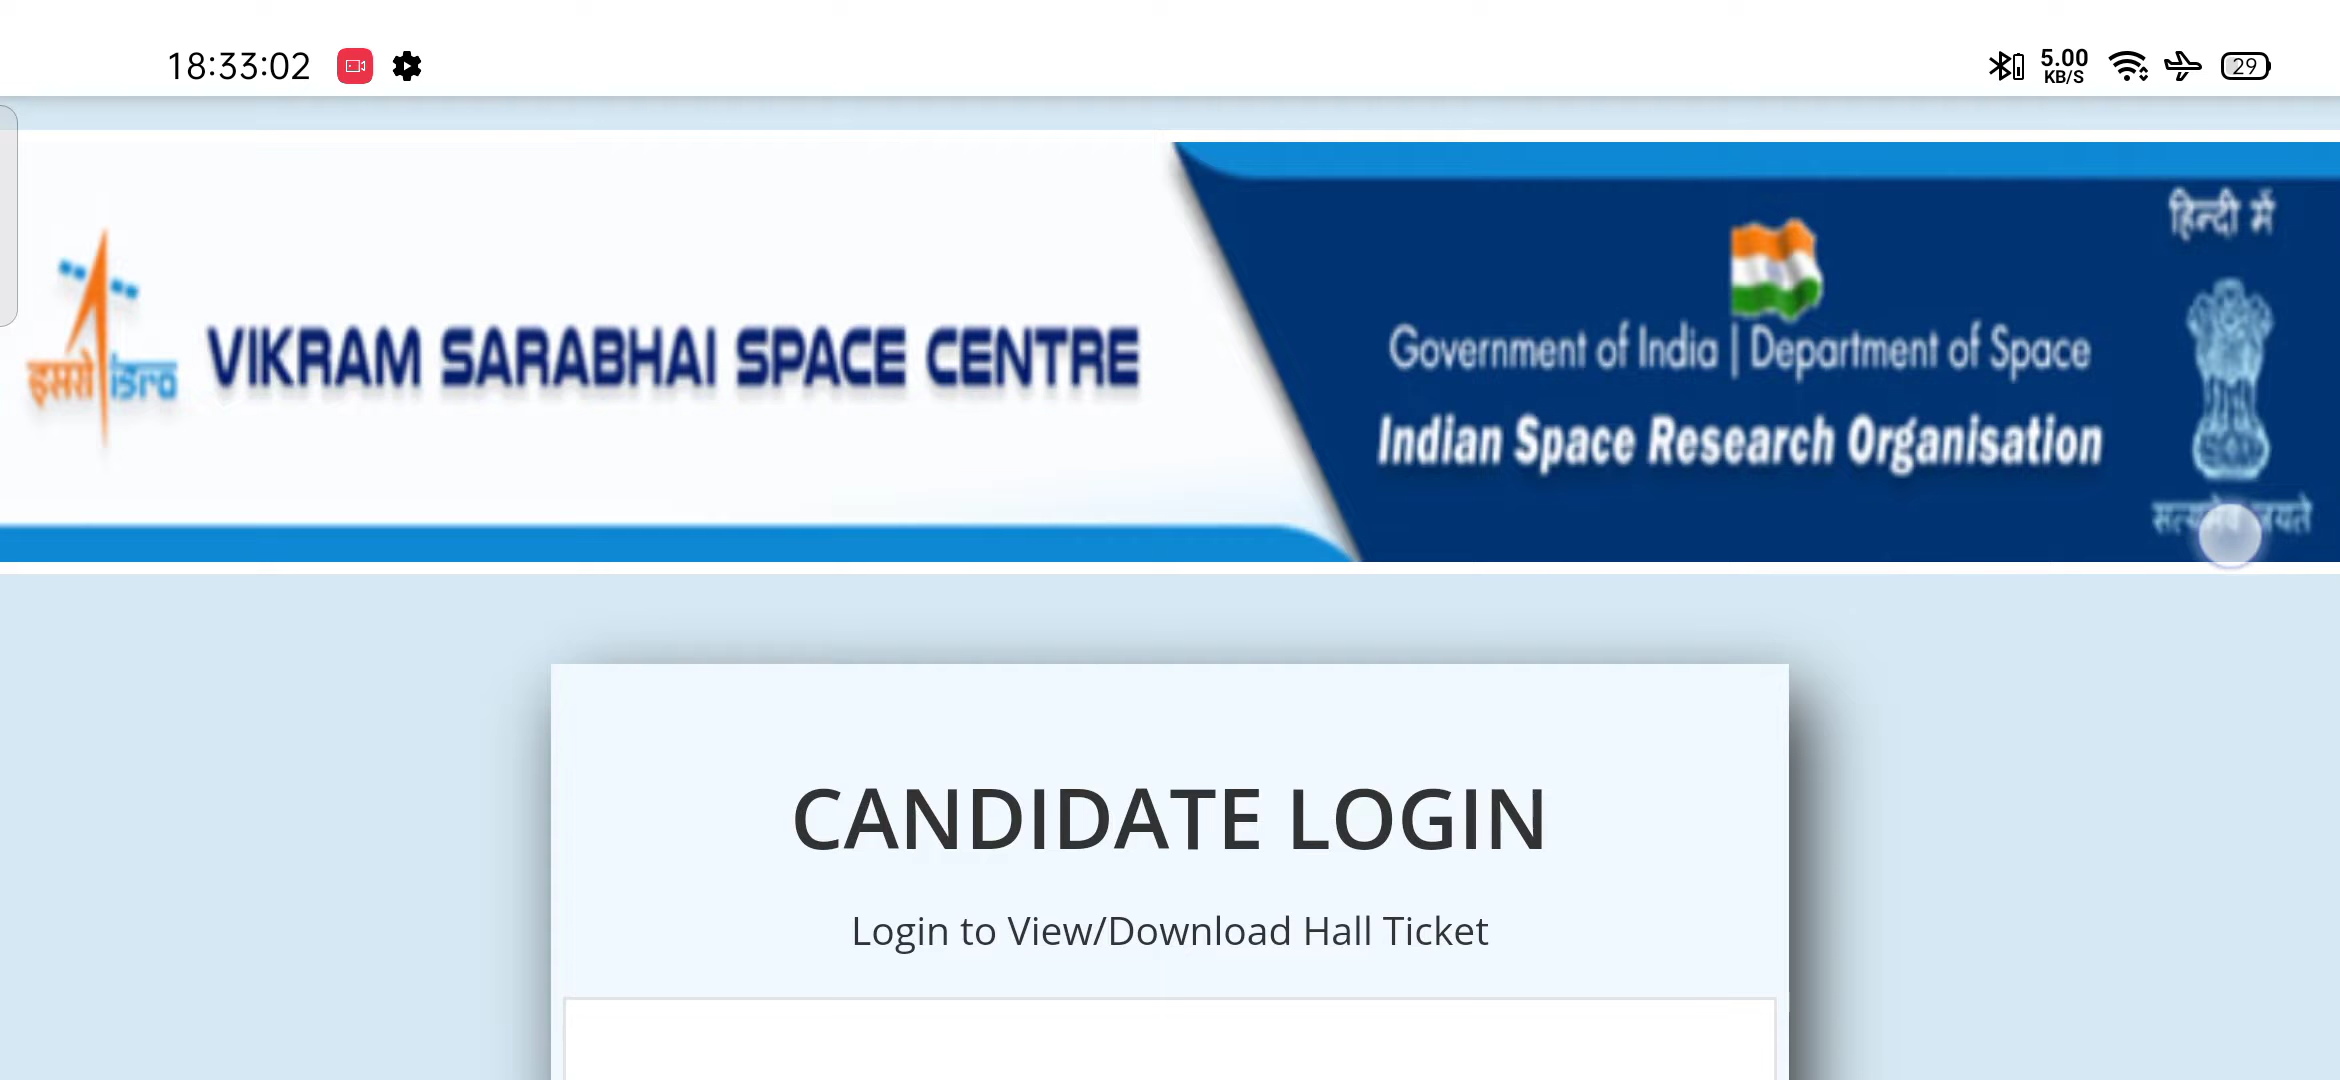 18:33:02
5.00
KB/S
29
हिन्दी में
इसरो isro
VIKRAM SARABHAI SPACE CENTRE
Government of India | Department of Space
Indian Space Research Organisation
CANDIDATE LOGIN
Login to View/Download Hall Ticket